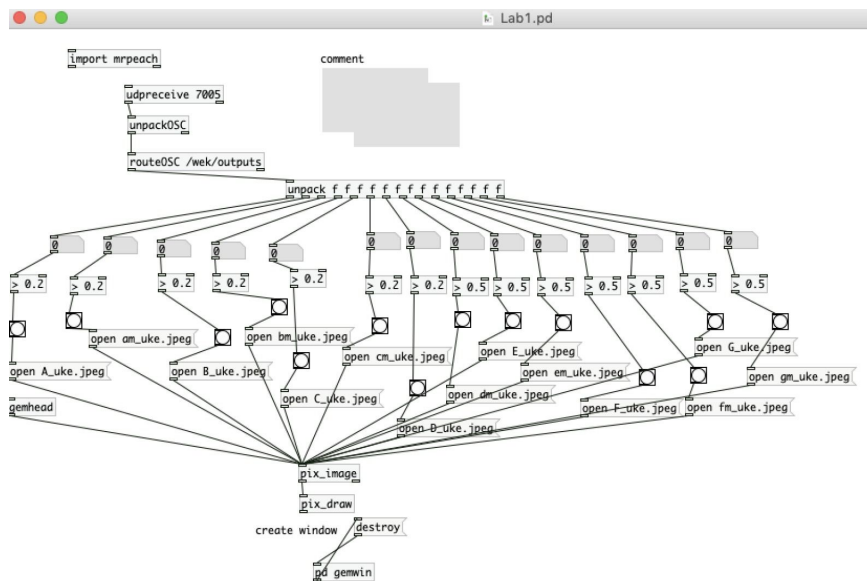 Lab1.pd
import mrpeach
comment
udpreceive 7005
unpackOSC
routeOSC /wek/outputs
unpack f f f f f f f f f f f f f f
0 0 0 0 0 0 0 0 0 0 0 0 0 0
> 0.2 > 0.2 > 0.2 > 0.2 > 0.2 > 0.2 > 0.2 > 0.5 > 0.5 > 0.5 > 0.5 > 0.5 > 0.5 > 0.5
open am_uke.jpeg
open bm_uke.jpeg
open cm_uke.jpeg
open E_uke.jpeg
open G_uke.jpeg
open A_uke.jpeg
open B_uke.jpeg
open em_uke.jpeg
open gm_uke.jpeg
open C_uke.jpeg
open dm_uke.jpeg
gemhead
open F_uke.jpeg
open fm_uke.jpeg
open D_uke.jpeg
pix_image
pix_draw
create window
destroy
pd gemwin